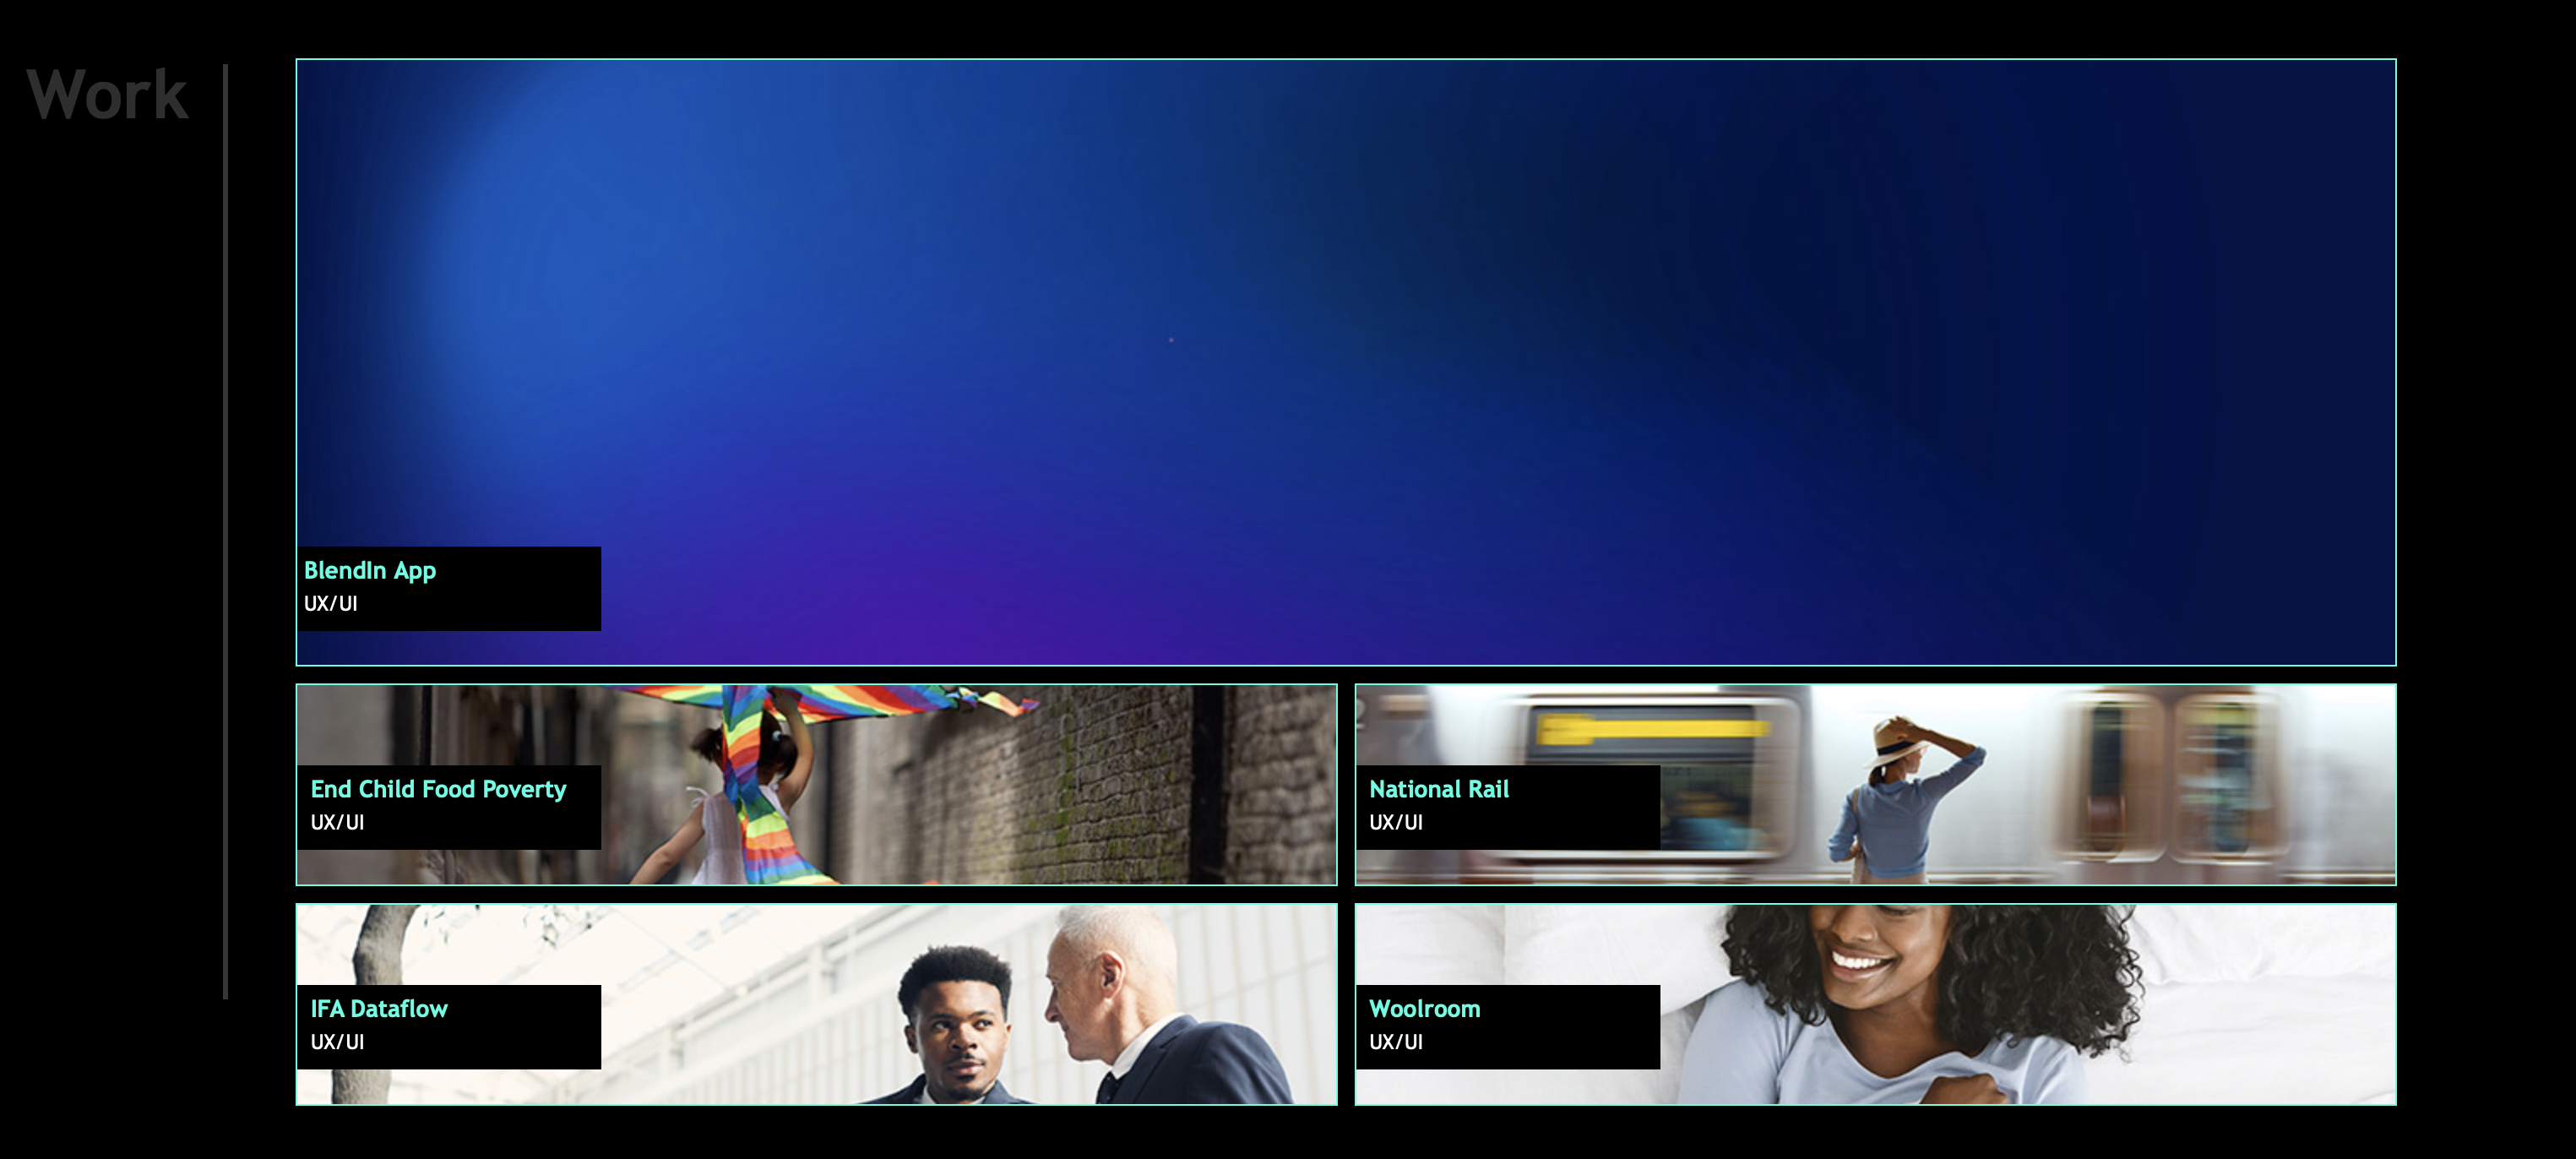 Work
BlendIn App
UX/UI
End Child Food Poverty
UX/UI
National Rail
UX/UI
IFA Dataflow
UX/UI
Woolroom
UX/UI